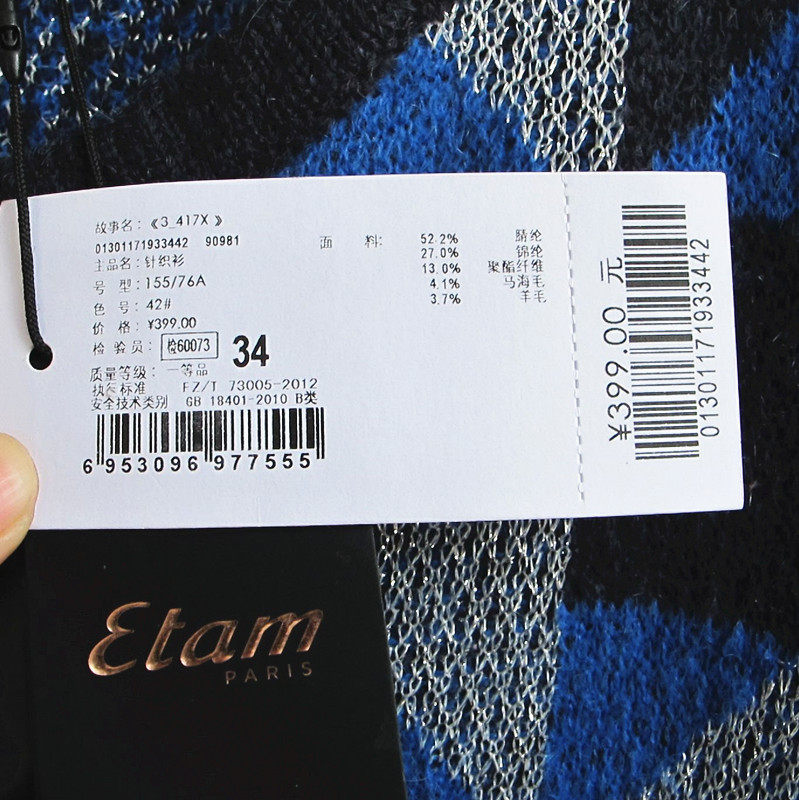 故事名：《3_417X》
01301171933442 90981
主品名：针织衫
号 型：155/76A
色 号：42#
价 格：¥399.00
检 验 员： 检60073 34
质量等级：一等品
执行标准 FZ/T 73005-2012
安全技术类别 GB 18401-2010 B类
6 953096 977555
面 料： 52.2% 腈纶
27.0% 锦纶
13.0% 聚酯纤维
4.1% 马海毛
3.7% 羊毛
¥399.00 元
01301171933442
Etam
PARIS